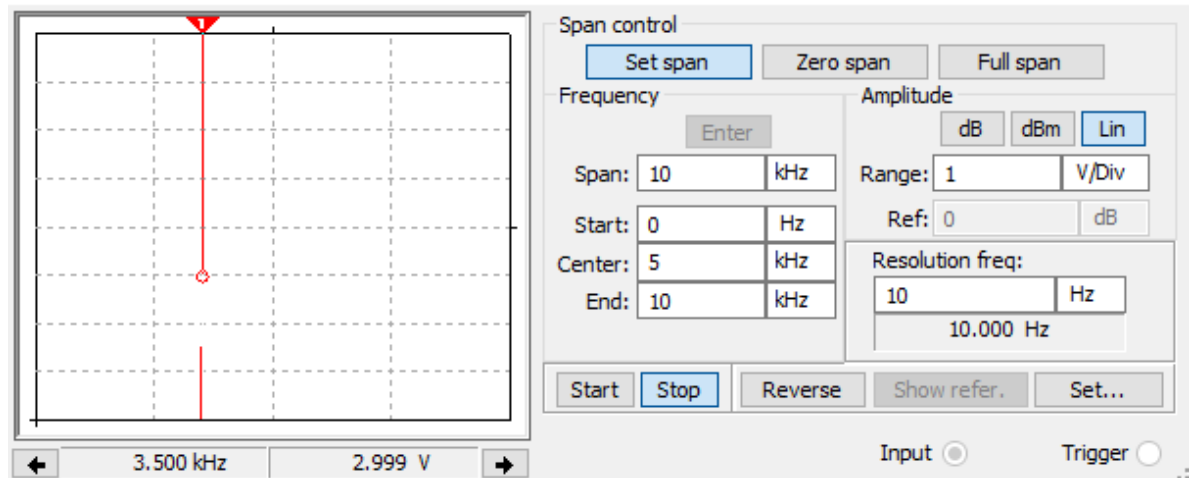 1
Span control
Set span Zero span Full span
Frequency
Enter
Span: 10 kHz
Start: 0 Hz
Center: 5 kHz
End: 10 kHz
Amplitude
dB dBm Lin
Range: 1 V/Div
Ref: 0 dB
Resolution freq:
10 Hz
10.000 Hz
Start Stop Reverse Show refer. Set...
3.500 kHz 2.999 V
Input Trigger